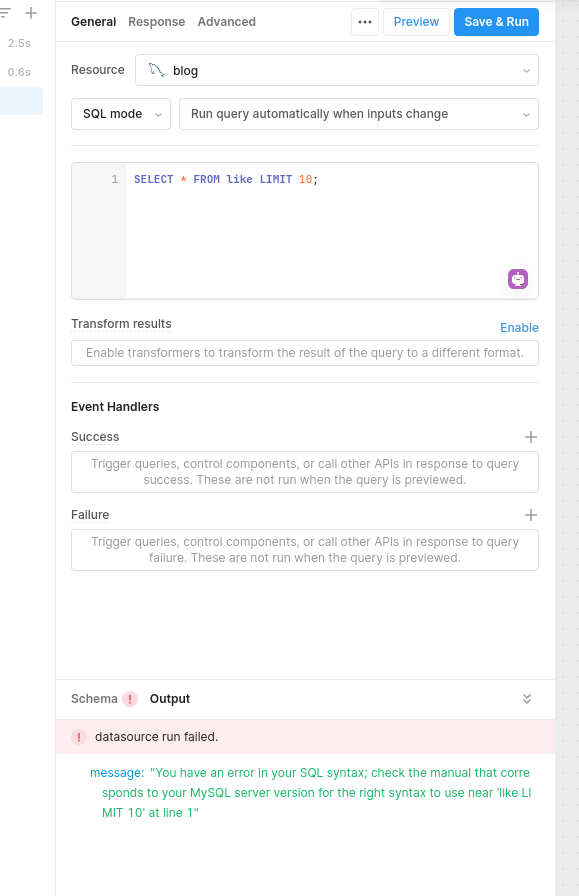 General Response Advanced ••• Preview Save & Run
2.5s
0.6s
Resource blog
SQL mode Run query automatically when inputs change
1 SELECT * FROM like LIMIT 10;
Transform results Enable
Enable transformers to transform the result of the query to a different format.
Event Handlers
Success
Trigger queries, control components, or call other APIs in response to query
success. These are not run when the query is previewed.
Failure
Trigger queries, control components, or call other APIs in response to query
failure. These are not run when the query is previewed.
Schema ! Output
! datasource run failed.
message: "You have an error in your SQL syntax; check the manual that corre
sponds to your MySQL server version for the right syntax to use near 'like LI
MIT 10' at line 1"